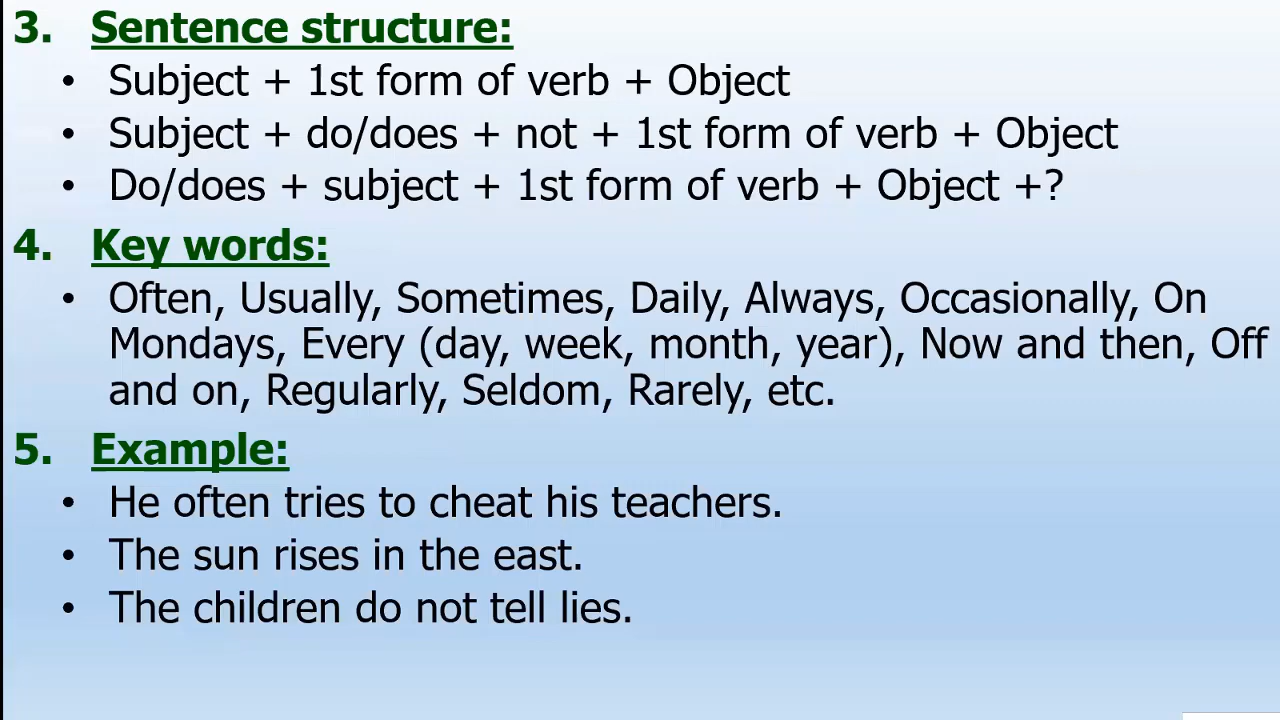 3. Sentence structure:
• Subject + 1st form of verb + Object
• Subject + do/does + not + 1st form of verb + Object
• Do/does + subject + 1st form of verb + Object +?
4. Key words:
• Often, Usually, Sometimes, Daily, Always, Occasionally, On
Mondays, Every (day, week, month, year), Now and then, Off
and on, Regularly, Seldom, Rarely, etc.
5. Example:
• He often tries to cheat his teachers.
• The sun rises in the east.
• The children do not tell lies.